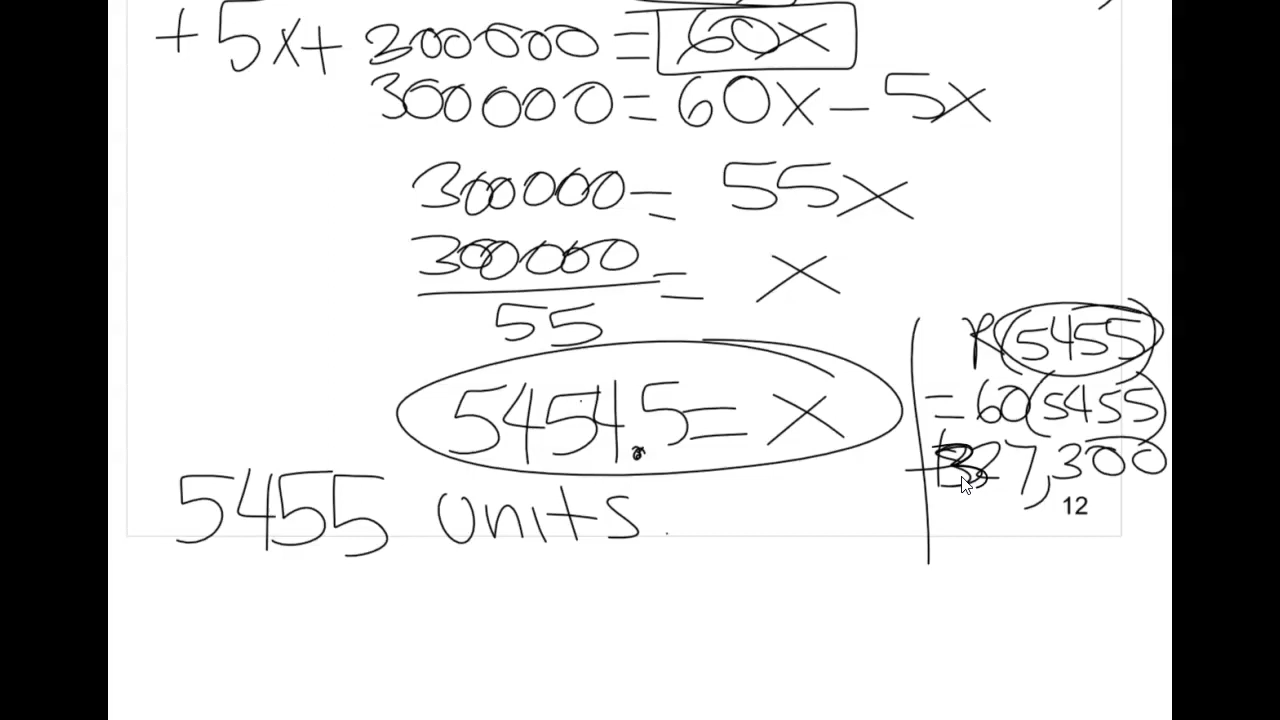 + 5x + 300000 = 60x
300000 = 60x - 5x
300000 = 55x
300000
55
= x
5454.5 = x
5455 units
R(5455)
= 60(5455)
327,300
12